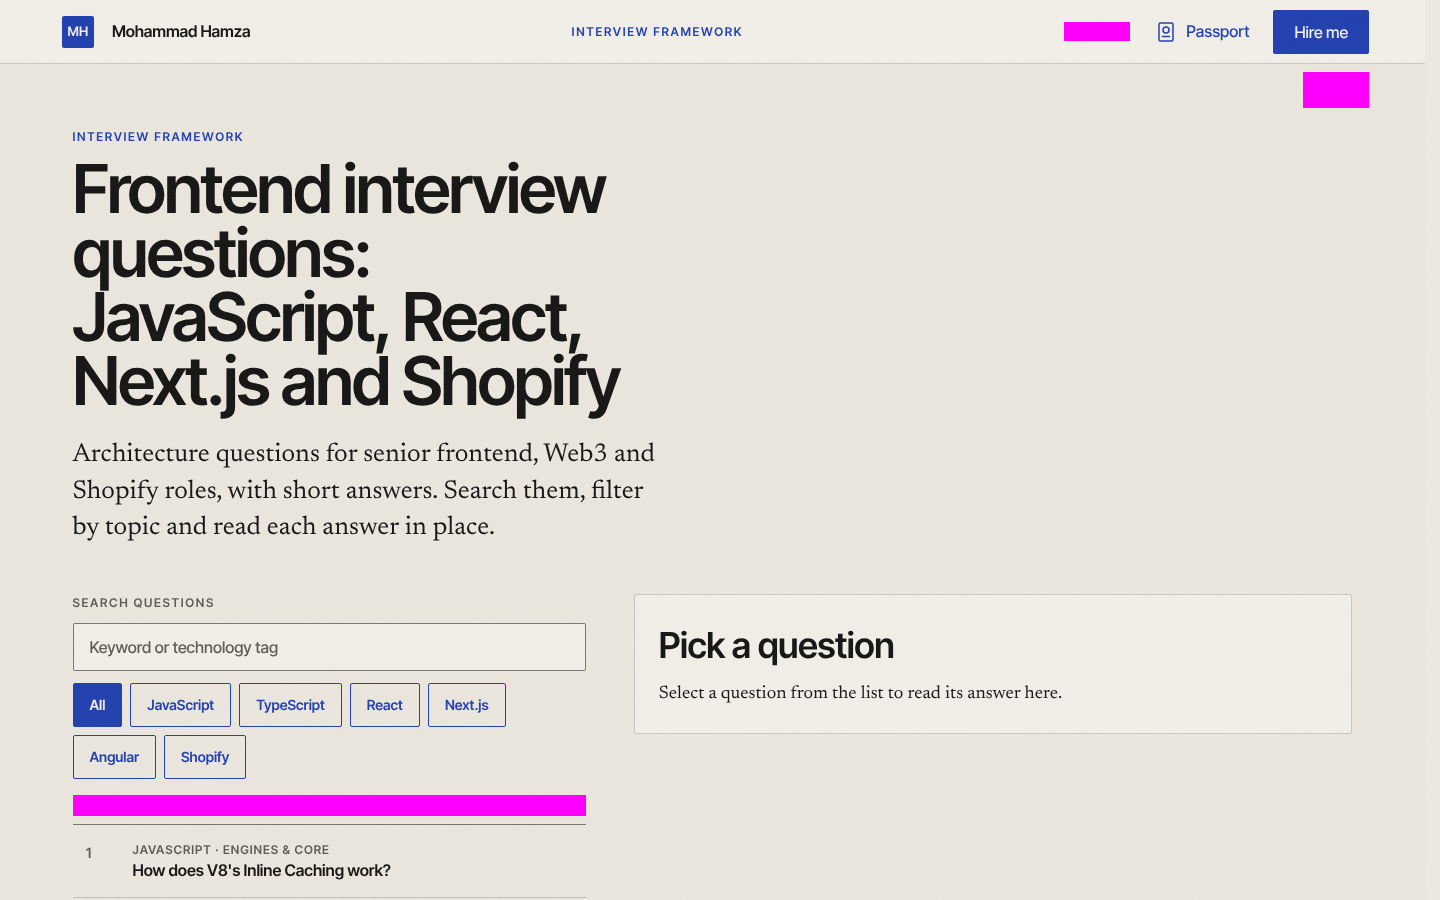 MH
Mohammad Hamza
INTERVIEW FRAMEWORK
Passport
Hire me
INTERVIEW FRAMEWORK
Frontend interview
questions:
JavaScript, React,
Next.js and Shopify
Architecture questions for senior frontend, Web3 and
Shopify roles, with short answers. Search them, filter
by topic and read each answer in place.
SEARCH QUESTIONS
Keyword or technology tag
All
JavaScript
TypeScript
React
Next.js
Angular
Shopify
Pick a question
Select a question from the list to read its answer here.
1
JAVASCRIPT · ENGINES & CORE
How does V8's Inline Caching work?